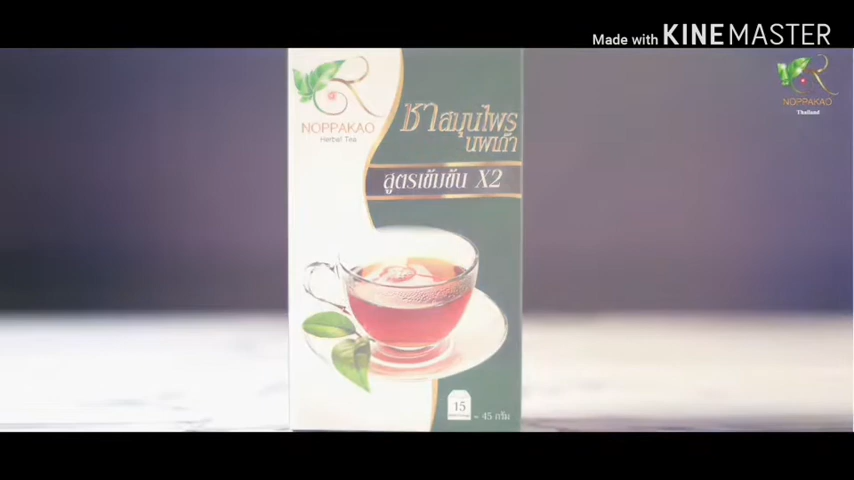 Made with KINEMASTER
NOPPAKAO
Thailand
NOPPAKAO
Herbal Tea
ชาสมุนไพร
นพเก้า
สูตรเข้มข้น X2
15
= 45 กรัม